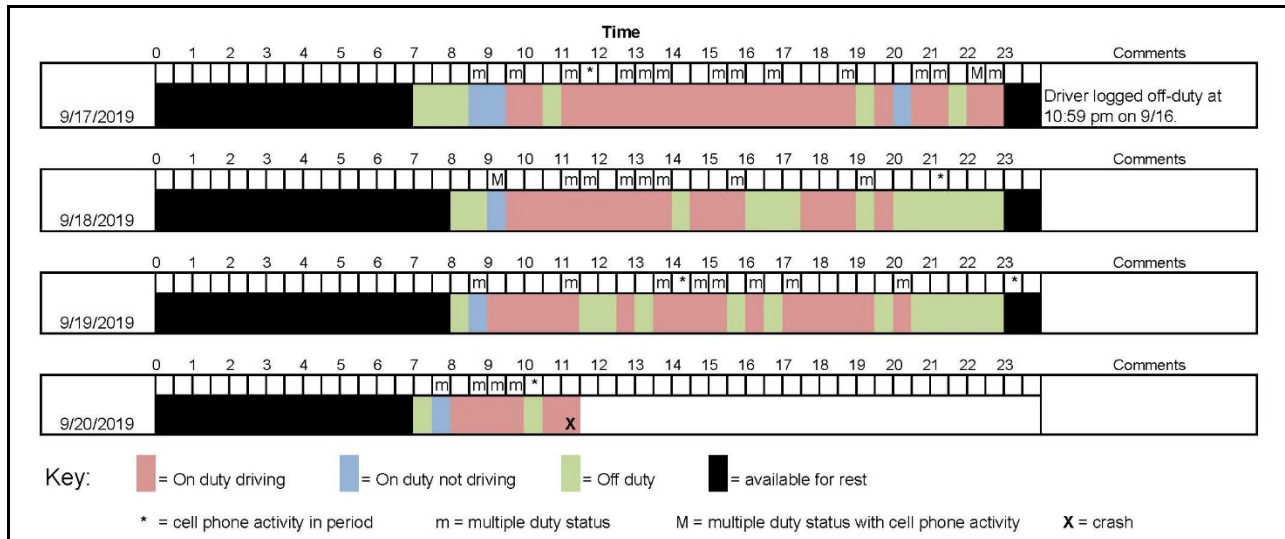 Time
0 1 2 3 4 5 6 7 8 9 10 11 12 13 14 15 16 17 18 19 20 21 22 23 Comments
m m m * m m m m m m m m m M m
Driver logged off-duty at
9/17/2019 10:59 pm on 9/16.
0 1 2 3 4 5 6 7 8 9 10 11 12 13 14 15 16 17 18 19 20 21 22 23 Comments
M m m m m m m m *
9/18/2019
0 1 2 3 4 5 6 7 8 9 10 11 12 13 14 15 16 17 18 19 20 21 22 23 Comments
m m m * m m m m m *
9/19/2019
0 1 2 3 4 5 6 7 8 9 10 11 12 13 14 15 16 17 18 19 20 21 22 23 Comments
m m m m *
9/20/2019 X
Key: = On duty driving = On duty not driving = Off duty = available for rest
* = cell phone activity in period m = multiple duty status M = multiple duty status with cell phone activity X = crash